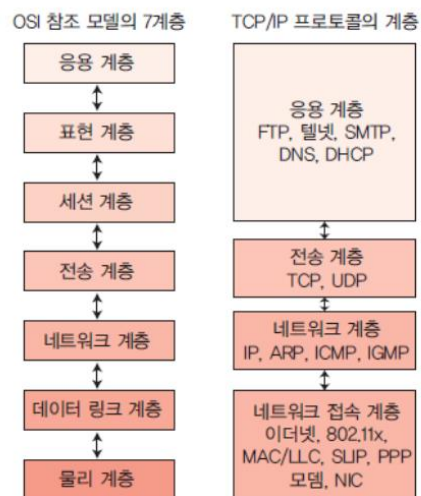 OSI 참조 모델의 7계층
응용 계층
표현 계층
세션 계층
전송 계층
네트워크 계층
데이터 링크 계층
물리 계층
TCP/IP 프로토콜의 계층
응용 계층
FTP, 텔넷, SMTP,
DNS, DHCP
전송 계층
TCP, UDP
네트워크 계층
IP, ARP, ICMP, IGMP
네트워크 접속 계층
이더넷, 802.11x,
MAC/LLC, SLIP, PPP
모뎀, NIC